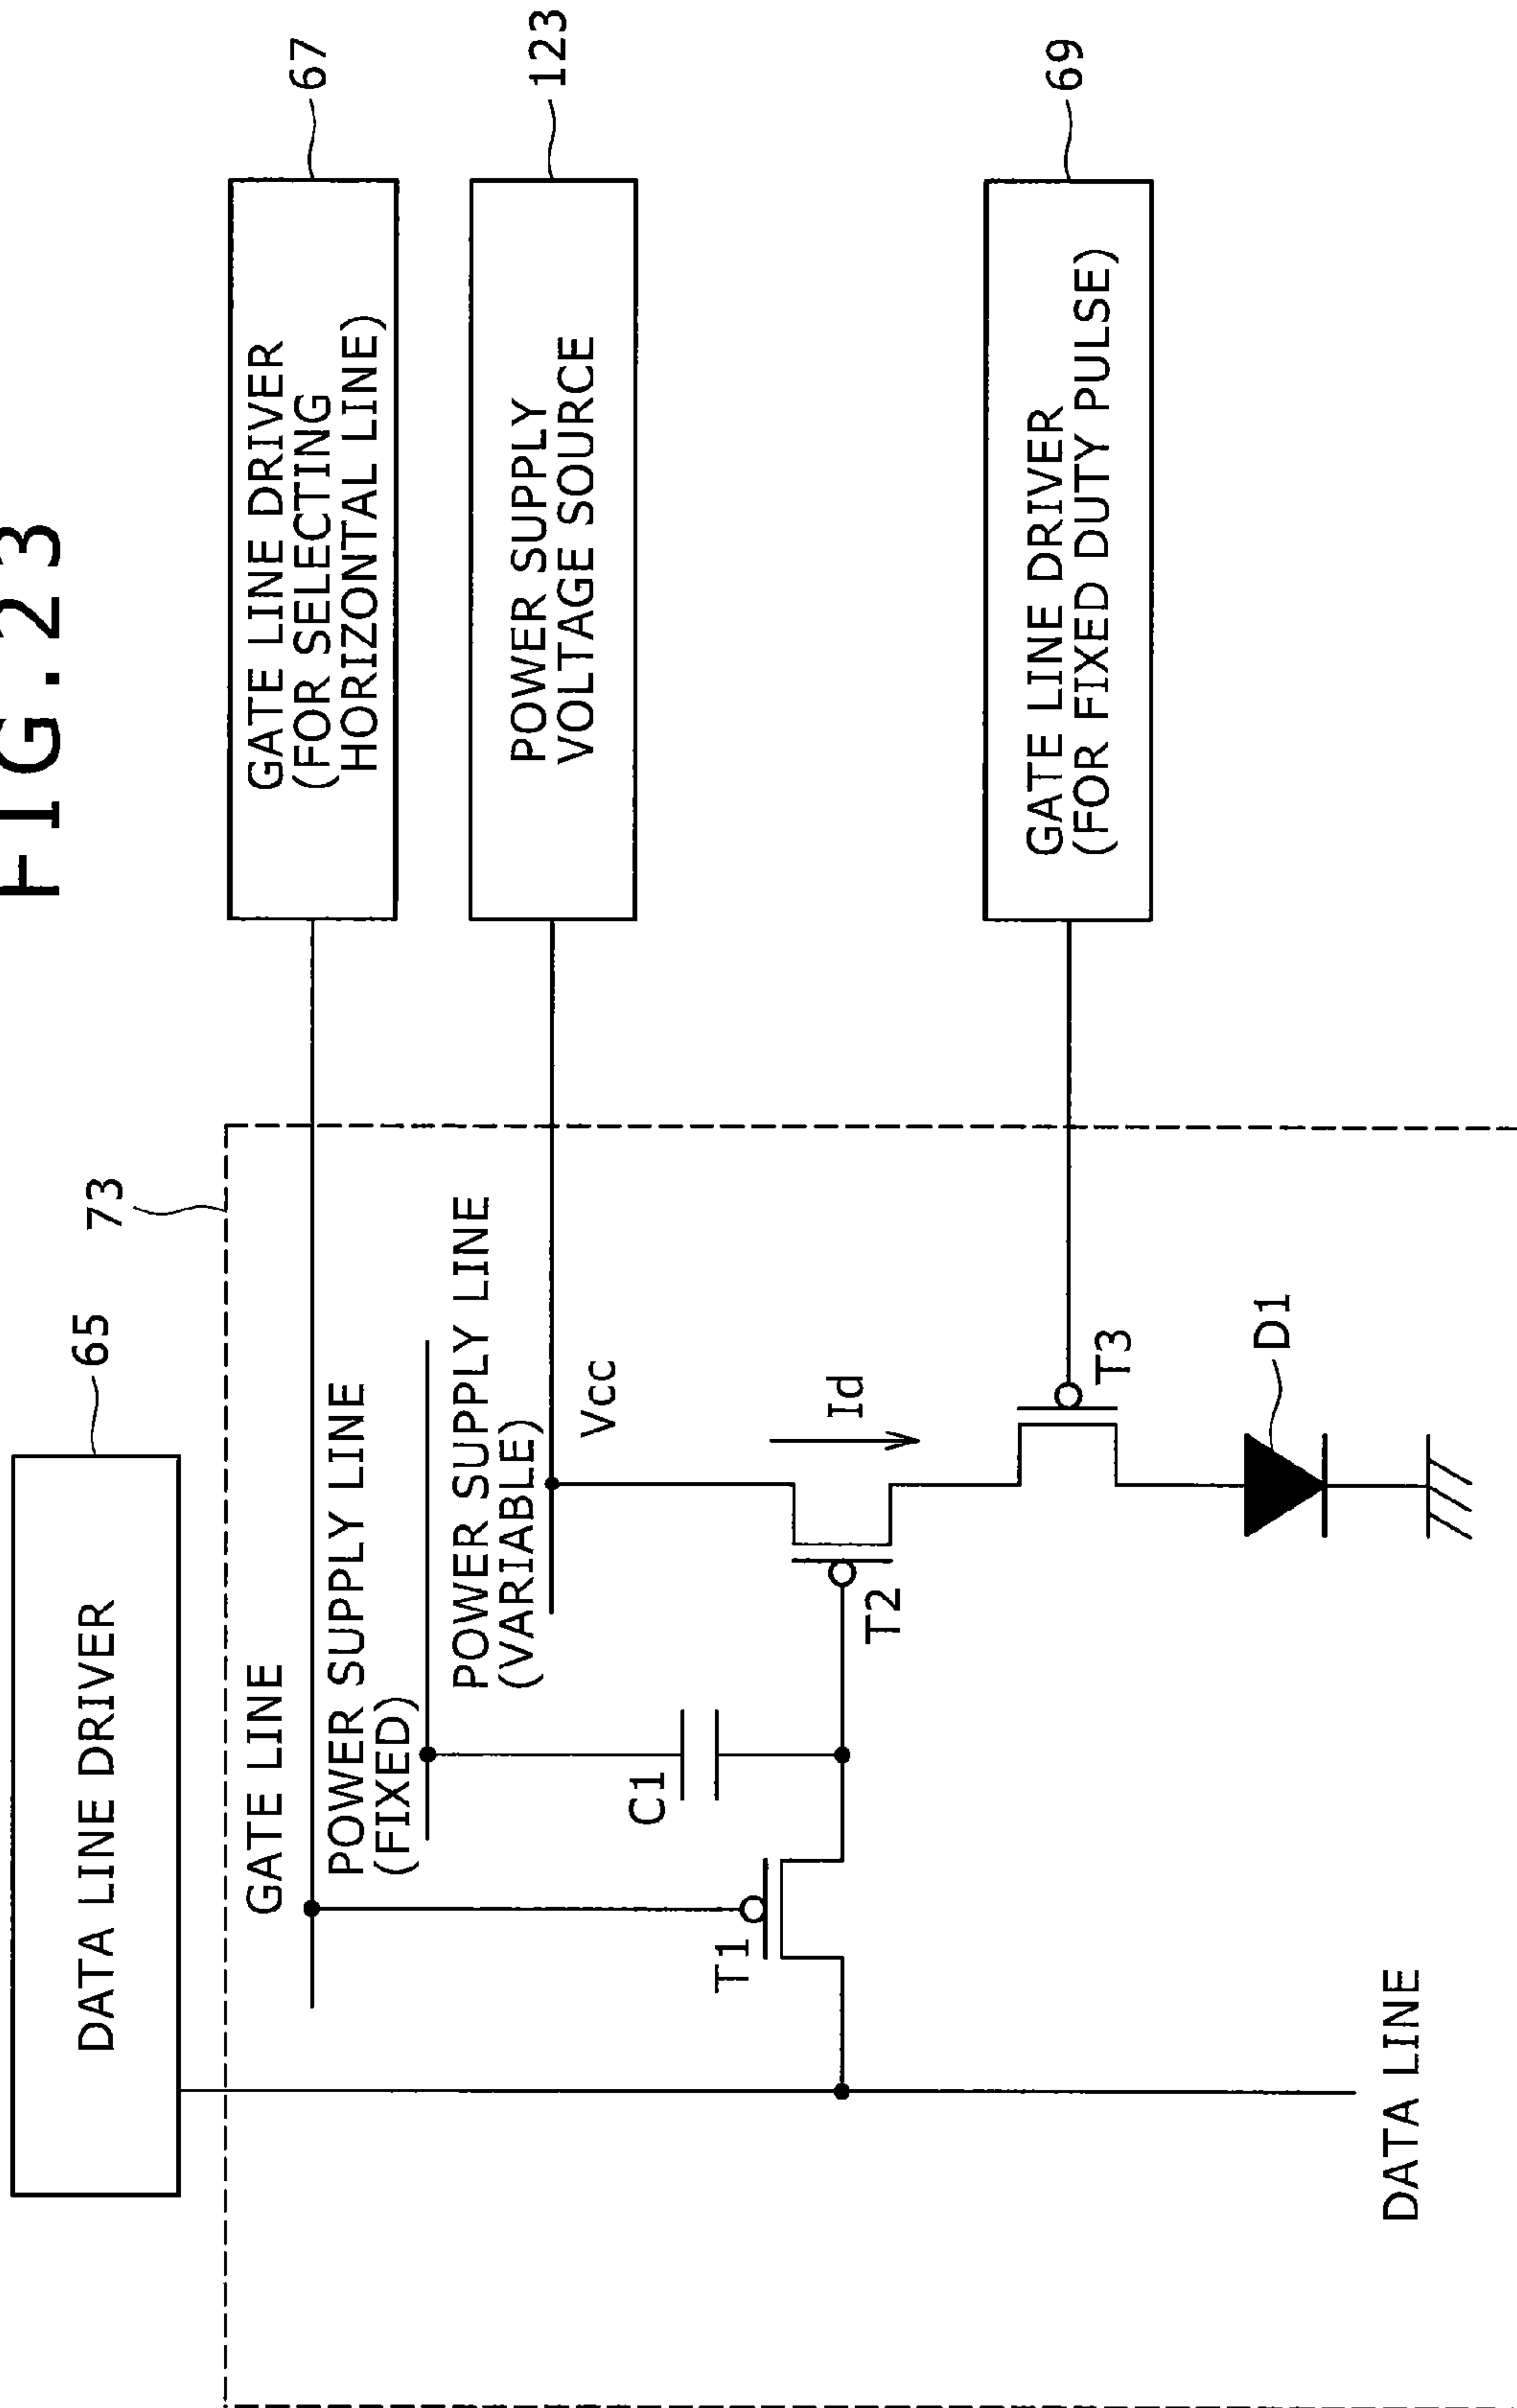 FIG.23
DATA LINE DRIVER
65
73
GATE LINE
GATE LINE DRIVER
(FOR SELECTING
HORIZONTAL LINE)
67
POWER SUPPLY LINE
(FIXED)
POWER SUPPLY LINE
(VARIABLE)
POWER SUPPLY
VOLTAGE SOURCE
123
Vcc
C1
T1
T2
Id
GATE LINE DRIVER
(FOR FIXED DUTY PULSE)
69
T3
D1
DATA LINE